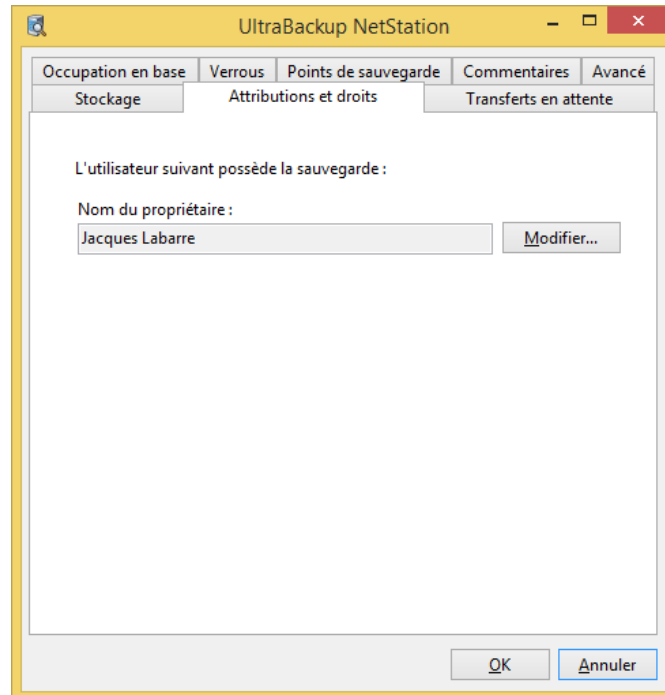 UltraBackup NetStation
Occupation en base Verrous Points de sauvegarde Commentaires Avancé
Stockage Attributions et droits Transferts en attente
L'utilisateur suivant possède la sauvegarde :
Nom du propriétaire :
Jacques Labarre Modifier...
OK Annuler